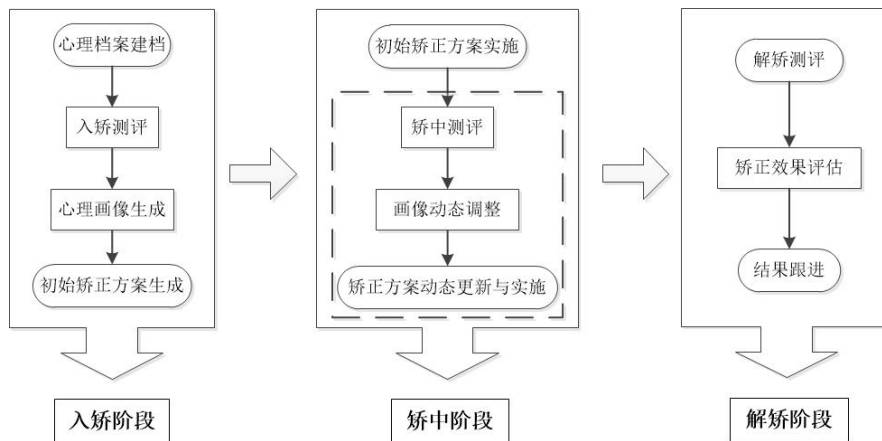 心理档案建档
入矫测评
心理画像生成
初始矫正方案生成
入矫阶段
初始矫正方案实施
矫中测评
画像动态调整
矫正方案动态更新与实施
矫中阶段
解矫测评
矫正效果评估
结果跟进
解矫阶段